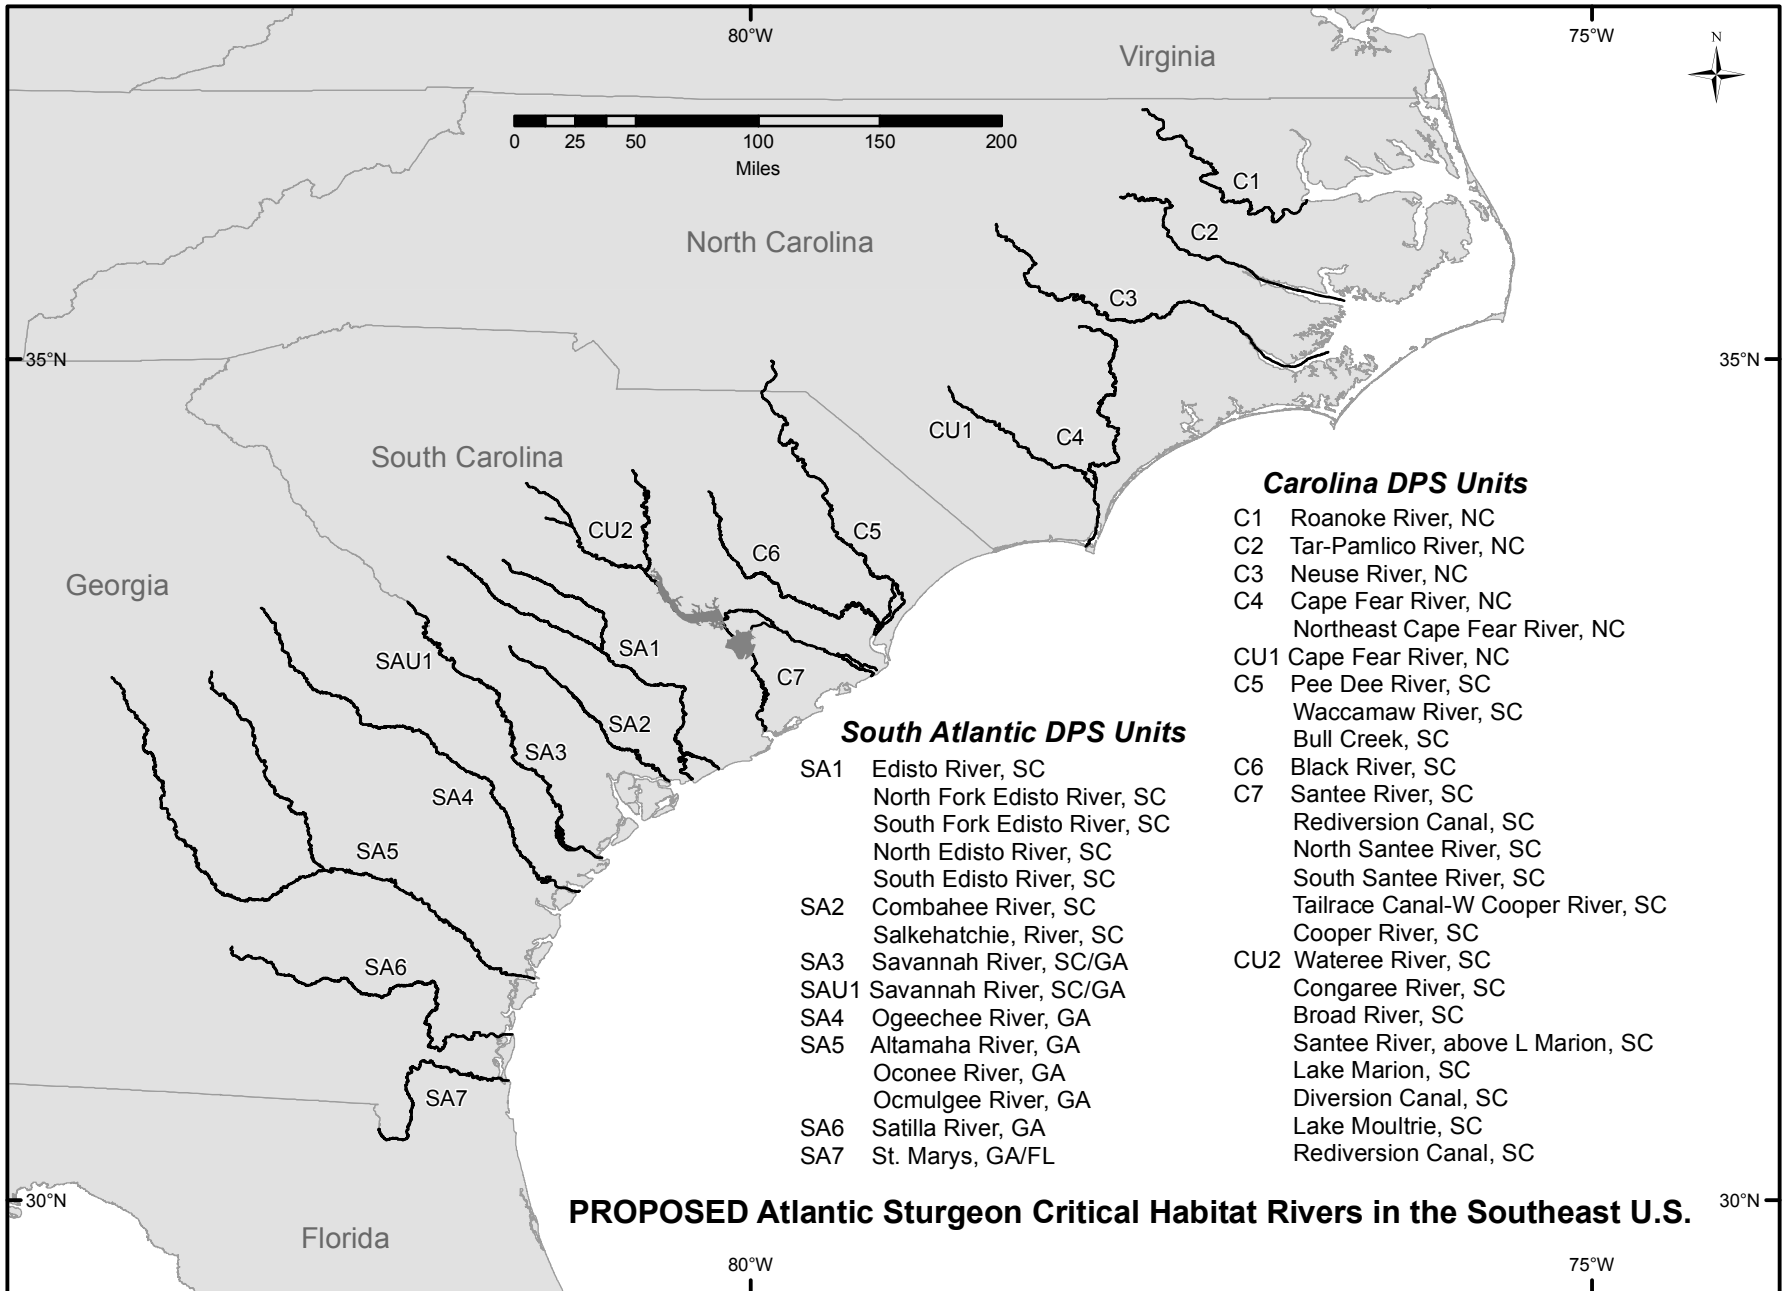 80°W
75°W
N
Virginia
0 25 50 100 150 200
Miles
C1
C2
North Carolina
C3
35°N
35°N
CU1
C4
South Carolina
Carolina DPS Units
C1 Roanoke River, NC
C2 Tar-Pamlico River, NC
C3 Neuse River, NC
C4 Cape Fear River, NC
Northeast Cape Fear River, NC
CU1 Cape Fear River, NC
C5 Pee Dee River, SC
Waccamaw River, SC
Bull Creek, SC
C6 Black River, SC
C7 Santee River, SC
Rediversion Canal, SC
North Santee River, SC
South Santee River, SC
Tailrace Canal-W Cooper River, SC
Cooper River, SC
CU2 Wateree River, SC
Congaree River, SC
Broad River, SC
Santee River, above L Marion, SC
Lake Marion, SC
Diversion Canal, SC
Lake Moultrie, SC
Rediversion Canal, SC
CU2
C5
C6
Georgia
SAU1
SA1
C7
SA2
SA3
SA4
SA5
SA6
SA7
South Atlantic DPS Units
SA1 Edisto River, SC
North Fork Edisto River, SC
South Fork Edisto River, SC
North Edisto River, SC
South Edisto River, SC
SA2 Combahee River, SC
Salkehatchie, River, SC
SA3 Savannah River, SC/GA
SAU1 Savannah River, SC/GA
SA4 Ogeechee River, GA
SA5 Altamaha River, GA
Oconee River, GA
Ocmulgee River, GA
SA6 Satilla River, GA
SA7 St. Marys, GA/FL
30°N
30°N
PROPOSED Atlantic Sturgeon Critical Habitat Rivers in the Southeast U.S.
Florida
80°W
75°W